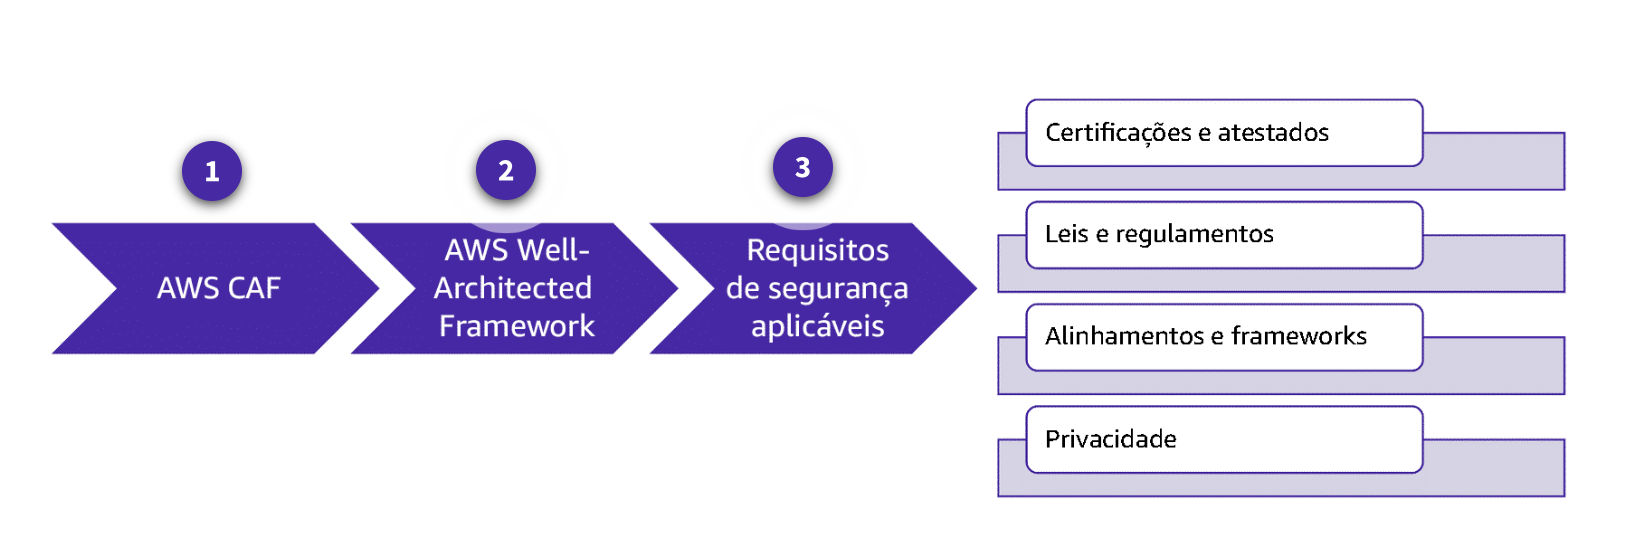 1
AWS CAF
2
AWS Well-
Architected
Framework
3
Requisitos
de segurança
aplicáveis
Certificações e atestados
Leis e regulamentos
Alinhamentos e frameworks
Privacidade